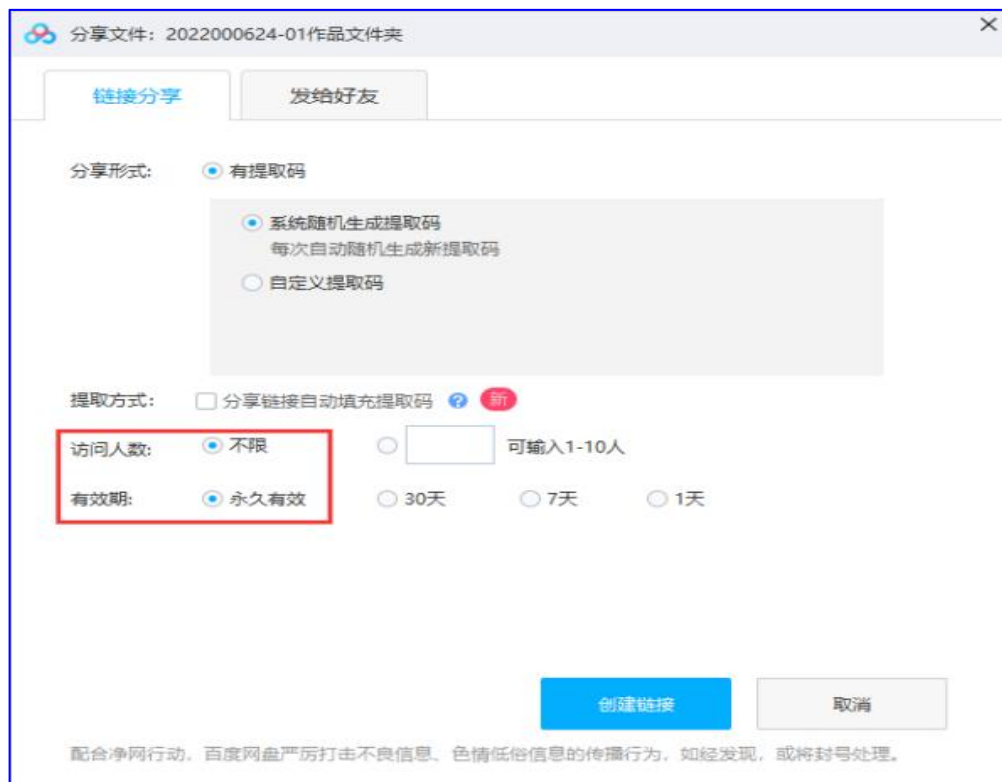 分享文件：2022000624-01作品文件夹
链接分享 发给好友
分享形式: 有提取码
系统随机生成提取码
每次自动随机生成新提取码
自定义提取码
提取方式: 分享链接自动填充提取码 ? 新
访问人数: 不限 可输入1-10人
有效期: 永久有效 30天 7天 1天
创建链接 取消
配合净网行动，百度网盘严厉打击不良信息、色情低俗信息的传播行为，如经发现，或将封号处理。